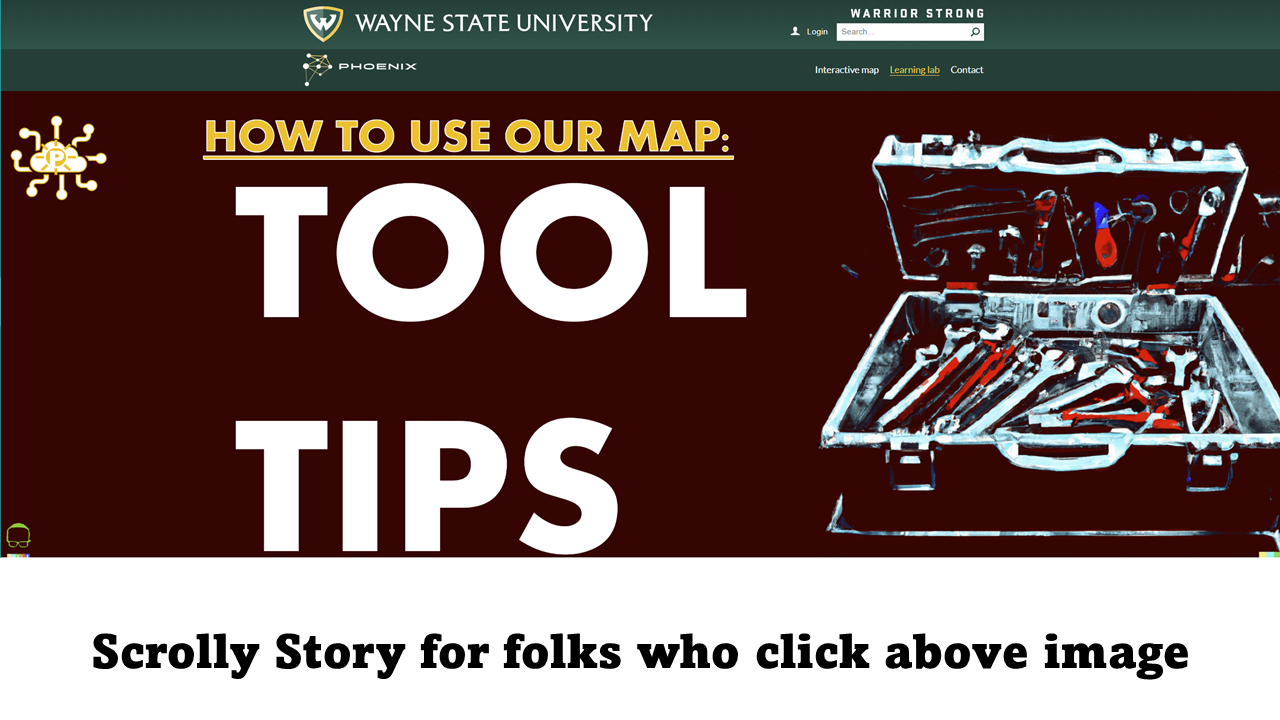 WARRIOR STRONG
W WAYNE STATE UNIVERSITY
Login Search...
PHOENIX
Interactive map Learning lab Contact
HOW TO USE OUR MAP:
P
TOOL
TIPS
Scrolly Story for folks who click above image